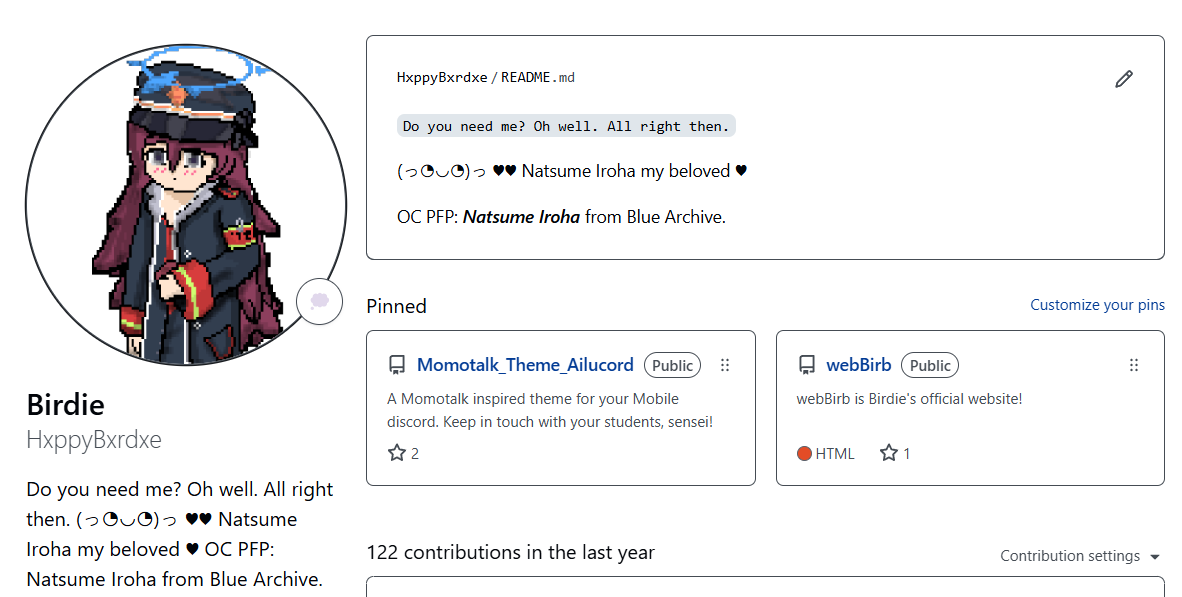 HxppyBxrdxe / README.md
Do you need me? Oh well. All right then.
(っ◔◡◔)っ ♥♥ Natsume Iroha my beloved ♥
OC PFP: Natsume Iroha from Blue Archive.
Birdie
HxppyBxrdxe
Do you need me? Oh well. All right
then. (っ◔◡◔)っ ♥♥ Natsume
Iroha my beloved ♥ OC PFP:
Natsume Iroha from Blue Archive.
Pinned
Customize your pins
Momotalk_Theme_Ailucord Public
A Momotalk inspired theme for your Mobile
discord. Keep in touch with your students, sensei!
2
webBirb Public
webBirb is Birdie's official website!
HTML 1
122 contributions in the last year
Contribution settings